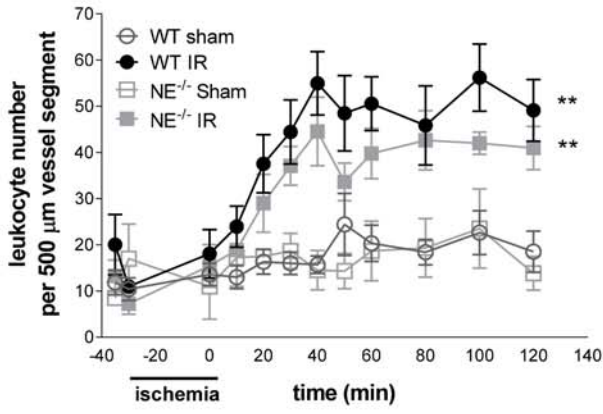 70
60
50
40
30
20
10
0
leukocyte number
per 500 µm vessel segment
WT sham
WT IR
NE-/- Sham
NE-/- IR
**
**
-40 -20 0 20 40 60 80 100 120 140
ischemia
time (min)